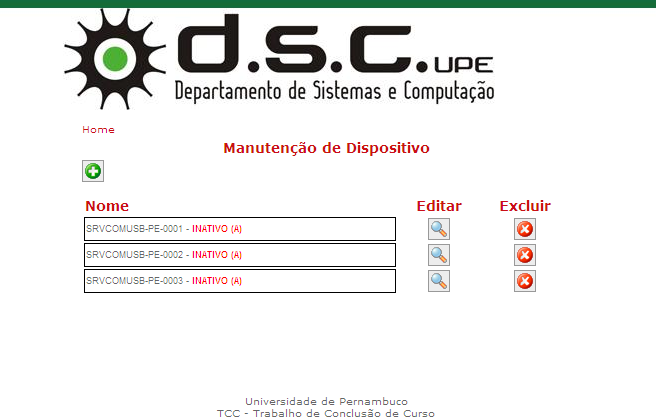 d.s.c.UPE
Departamento de Sistemas e Computação
Home
Manutenção de Dispositivo
Nome Editar Excluir
SRVCOMUSB-PE-0001 - INATIVO (A)
SRVCOMUSB-PE-0002 - INATIVO (A)
SRVCOMUSB-PE-0003 - INATIVO (A)
Universidade de Pernambuco
TCC - Trabalho de Conclusão de Curso